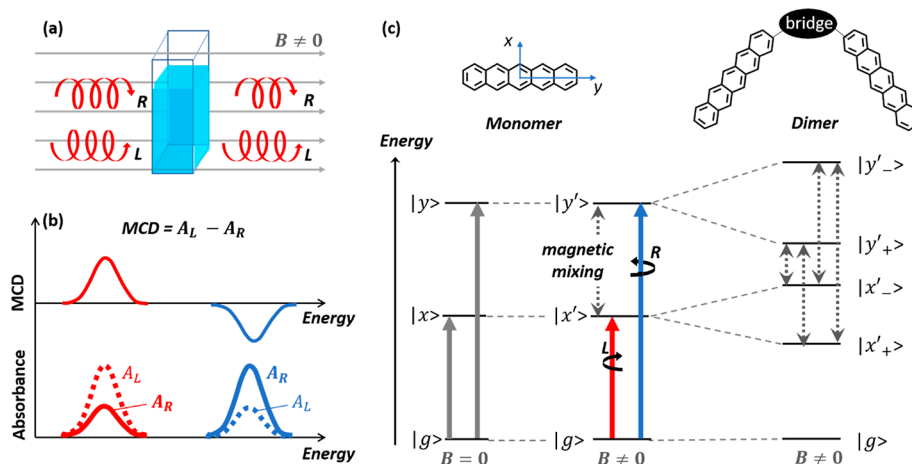 (a)
B ≠ 0
R
R
L
L
(b)
MCD = A_L − A_R
MCD
Energy
Absorbance
A_L
A_R
A_R
A_L
Energy
(c)
x
y
Monomer
bridge
Dimer
Energy
|y>
|y'>
|y'₋>
magnetic
mixing
R
|y'₊>
|x'₋>
|x>
|x'>
L
|x'₊>
|g>
|g>
|g>
B = 0
B ≠ 0
B ≠ 0